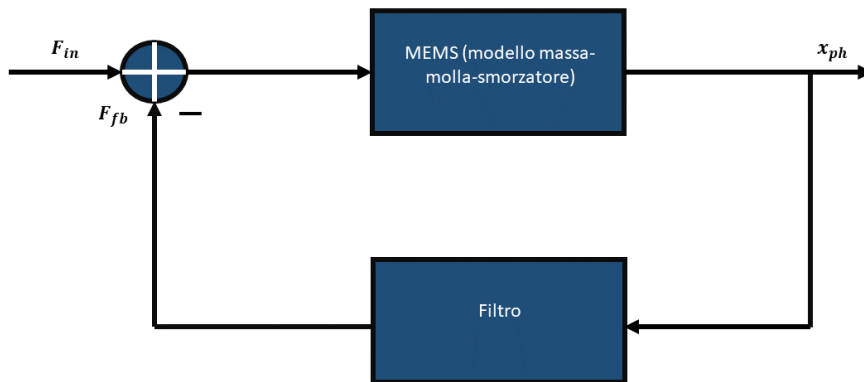 F_in
MEMS (modello massa-
molla-smorzatore)
x_ph
F_fb
−
Filtro